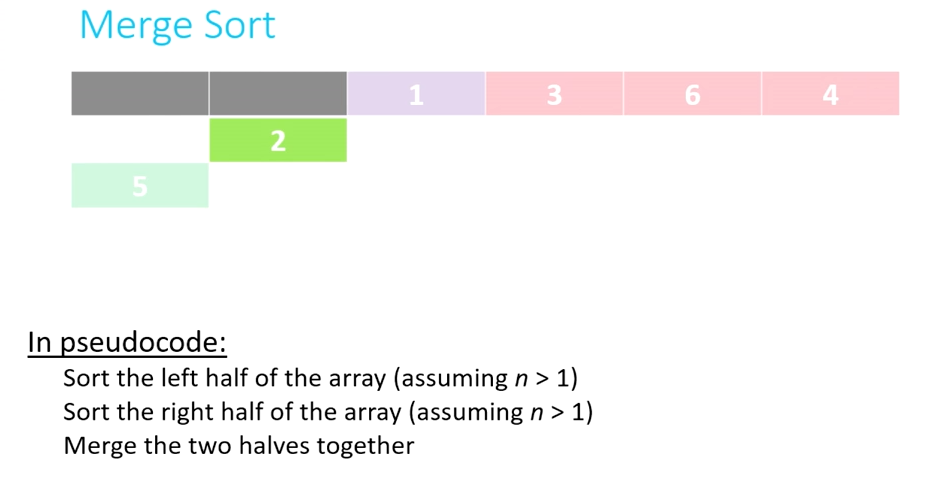 Merge Sort
1 3 6 4
2
5
In pseudocode:
Sort the left half of the array (assuming n > 1)
Sort the right half of the array (assuming n > 1)
Merge the two halves together